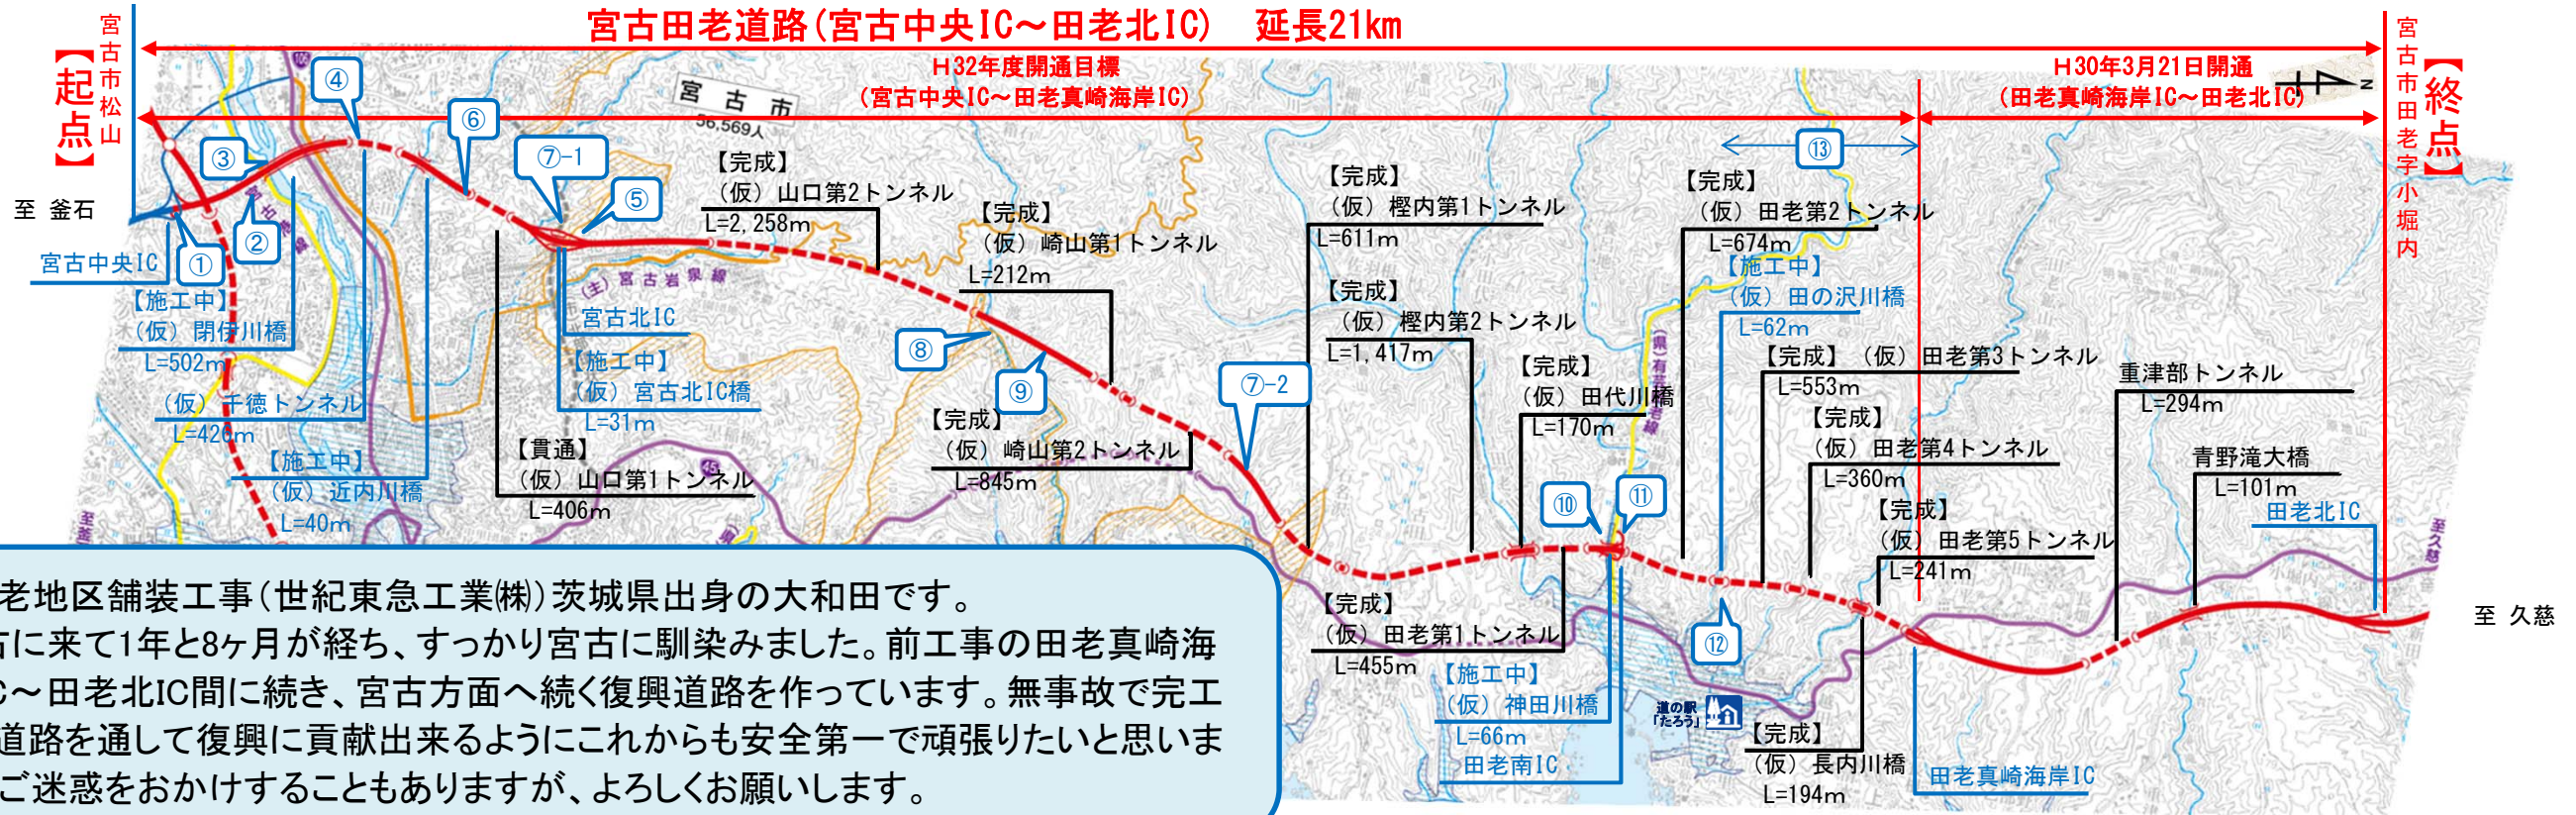 宮古田老道路(宮古中央IC～田老北IC)　延長21km
【起点】
宮古市松山
H32年度開通目標
(宮古中央IC～田老真崎海岸IC)
H30年3月21日開通
(田老真崎海岸IC～田老北IC)
N
【終点】
宮古市田老字小堀内
至 釜石
至 久慈
宮古市
56,569人
106
④
⑥
③
⑦-1
⑤
②
①
⑬
宮古中央IC
【施工中】
（仮）閉伊川橋
L=502m
（仮）千徳トンネル
L=426m
【施工中】
（仮）近内川橋
L=40m
【貫通】
（仮）山口第1トンネル
L=406m
(主)宮古岩泉線
宮古北IC
【施工中】
（仮）宮古北IC橋
L=31m
【完成】
（仮）山口第2トンネル
L=2,258m
【完成】
（仮）崎山第1トンネル
L=212m
⑧
⑨
⑦-2
【完成】
（仮）崎山第2トンネル
L=845m
45
【完成】
（仮）樫内第1トンネル
L=611m
【完成】
（仮）樫内第2トンネル
L=1,417m
【完成】
（仮）田代川橋
L=170m
【完成】
（仮）田老第1トンネル
L=455m
⑩
⑪
【施工中】
（仮）神田川橋
L=66m
田老南IC
【完成】
（仮）田老第2トンネル
L=674m
【施工中】
（仮）田の沢川橋
L=62m
【完成】（仮）田老第3トンネル
L=553m
【完成】
（仮）田老第4トンネル
L=360m
【完成】
（仮）田老第5トンネル
L=241m
⑫
道の駅
「たろう」
【完成】
（仮）長内川橋
L=194m
田老真崎海岸IC
重津部トンネル
L=294m
青野滝大橋
L=101m
田老北IC
至久慈
老地区舗装工事(世紀東急工業㈱)茨城県出身の大和田です。
古に来て1年と8ヶ月が経ち、すっかり宮古に馴染みました。前工事の田老真崎海
C～田老北IC間に続き、宮古方面へ続く復興道路を作っています。無事故で完工
道路を通して復興に貢献出来るようにこれからも安全第一で頑張りたいと思いま
ご迷惑をおかけすることもありますが、よろしくお願いします。